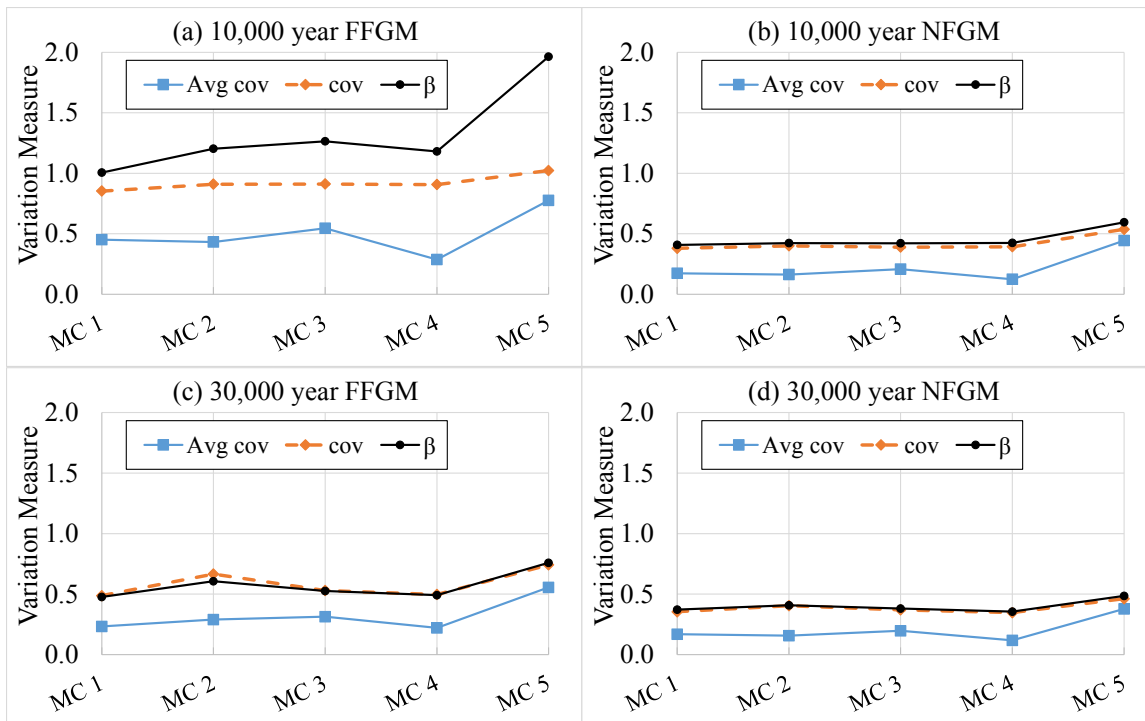 (a) 10,000 year FFGM
Variation Measure
2.0
1.5
1.0
0.5
0.0
Avg cov cov β
MC 1 MC 2 MC 3 MC 4 MC 5
(b) 10,000 year NFGM
Variation Measure
2.0
1.5
1.0
0.5
0.0
Avg cov cov β
MC 1 MC 2 MC 3 MC 4 MC 5
(c) 30,000 year FFGM
Variation Measure
2.0
1.5
1.0
0.5
0.0
Avg cov cov β
MC 1 MC 2 MC 3 MC 4 MC 5
(d) 30,000 year NFGM
Variation Measure
2.0
1.5
1.0
0.5
0.0
Avg cov cov β
MC 1 MC 2 MC 3 MC 4 MC 5